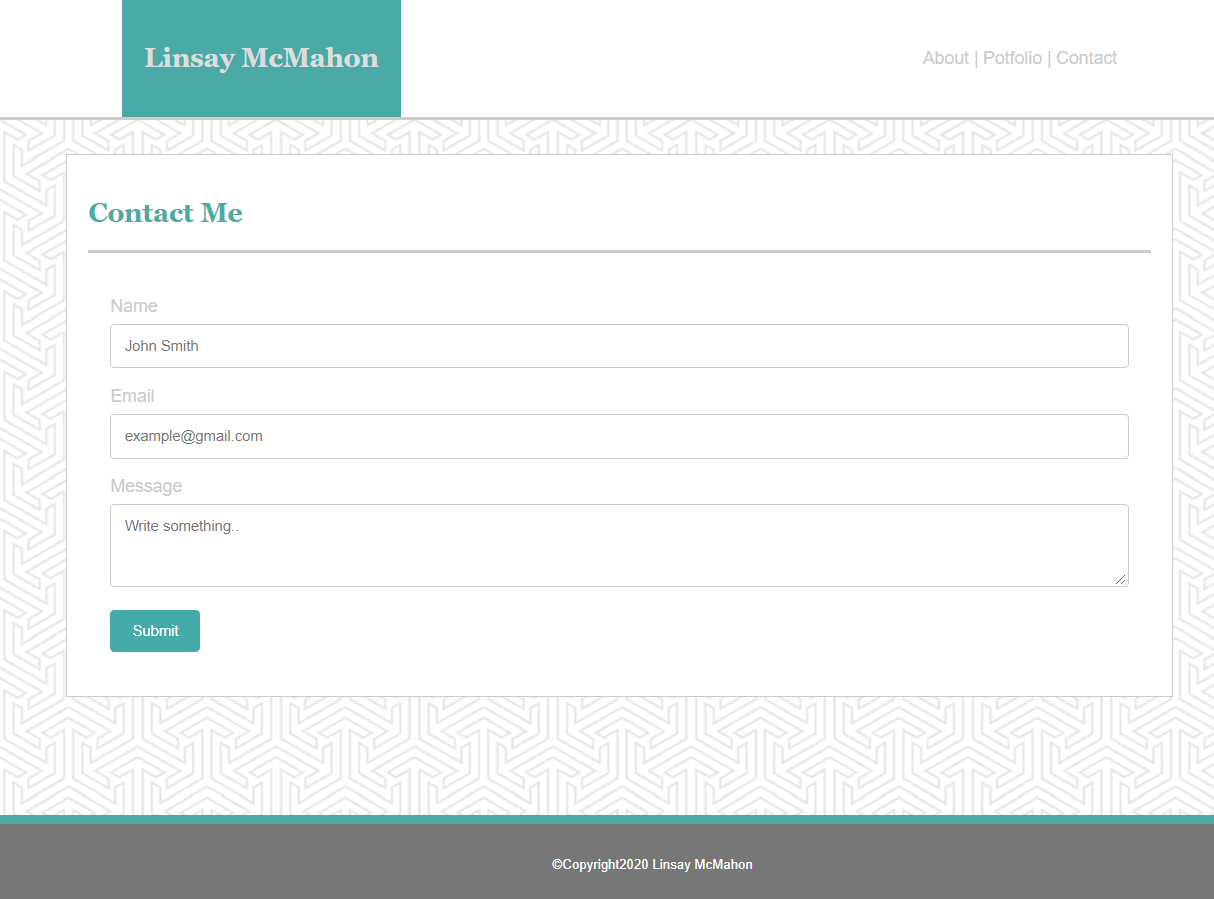 Linsay McMahon
About | Potfolio | Contact
Contact Me
Name
John Smith
Email
example@gmail.com
Message
Write something..
Submit
©Copyright2020 Linsay McMahon